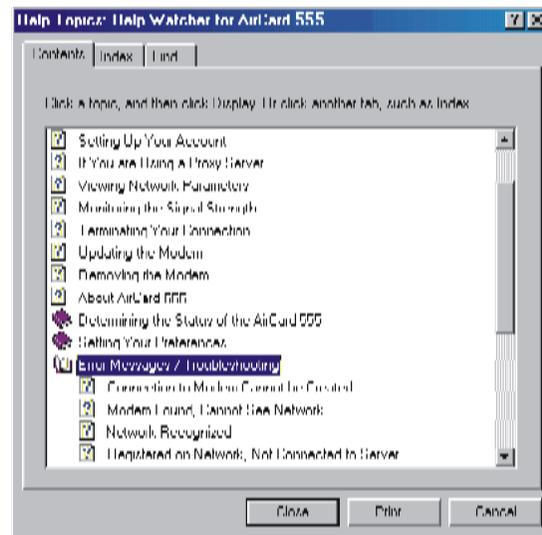 Help Topics: Help Watcher for AirCard 555
Contents Index Find
Click a topic, and then click Display. Or click another tab, such as Index.
Setting Up Your Account
If You are Using a Proxy Server
Viewing Network Parameters
Monitoring the Signal Strength
Terminating Your Connection
Updating the Modem
Removing the Modem
About AirCard 555
Determining the Status of the AirCard 555
Setting Your Preferences
Error Messages / Troubleshooting
Connection to Modem Cannot be Created
Modem Found, Cannot See Network
Network Recognized
Registered on Network, Not Connected to Server
Close Print Cancel